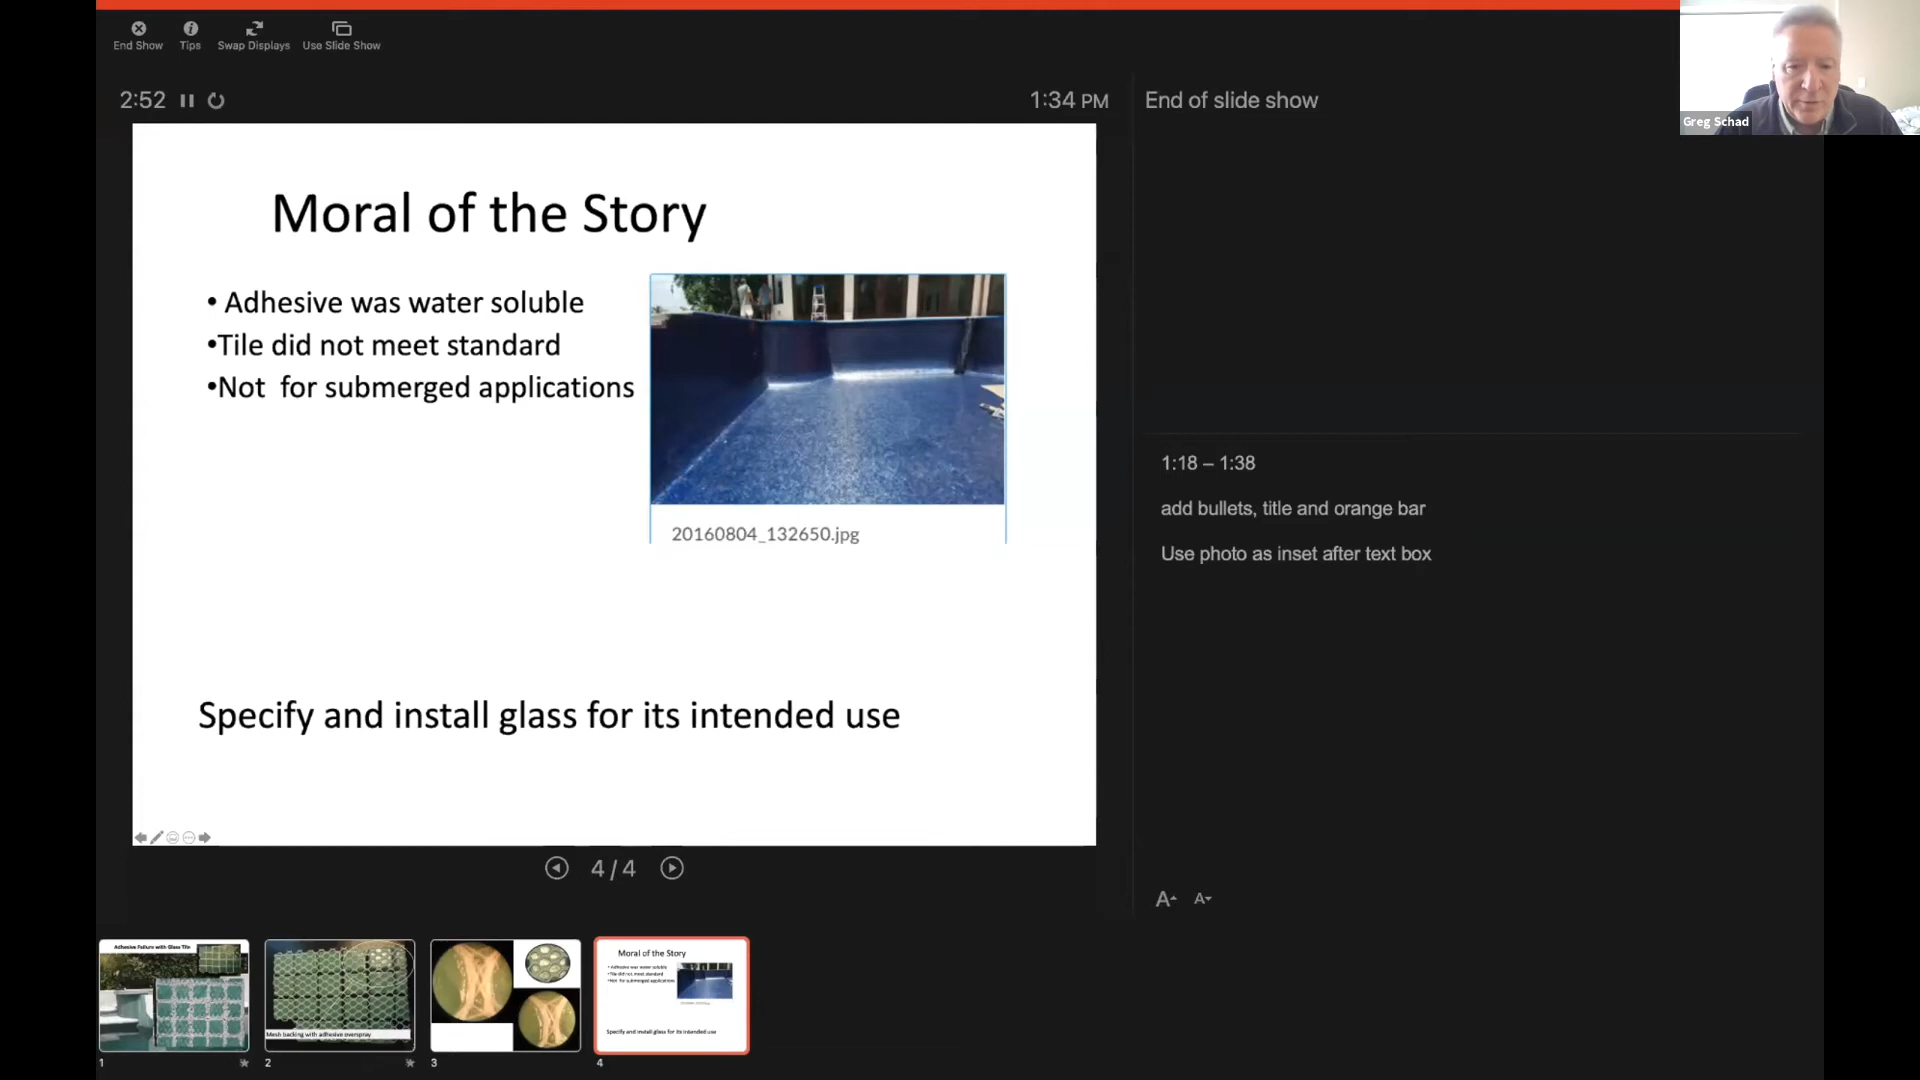 End Show
Tips
Swap Displays
Use Slide Show
2:52
1:34 PM
End of slide show
Greg Schad
Moral of the Story
• Adhesive was water soluble
•Tile did not meet standard
•Not for submerged applications
20160804_132650.jpg
Specify and install glass for its intended use
1:18 – 1:38
add bullets, title and orange bar
Use photo as inset after text box
4 / 4
A
A
Adhesive Failure with Glass Tile
Mesh backing with adhesive overspray
Moral of the Story
• Adhesive was water soluble
•Tile did not meet standard
•Not for submerged applications
Specify and install glass for its intended use
1
2
3
4